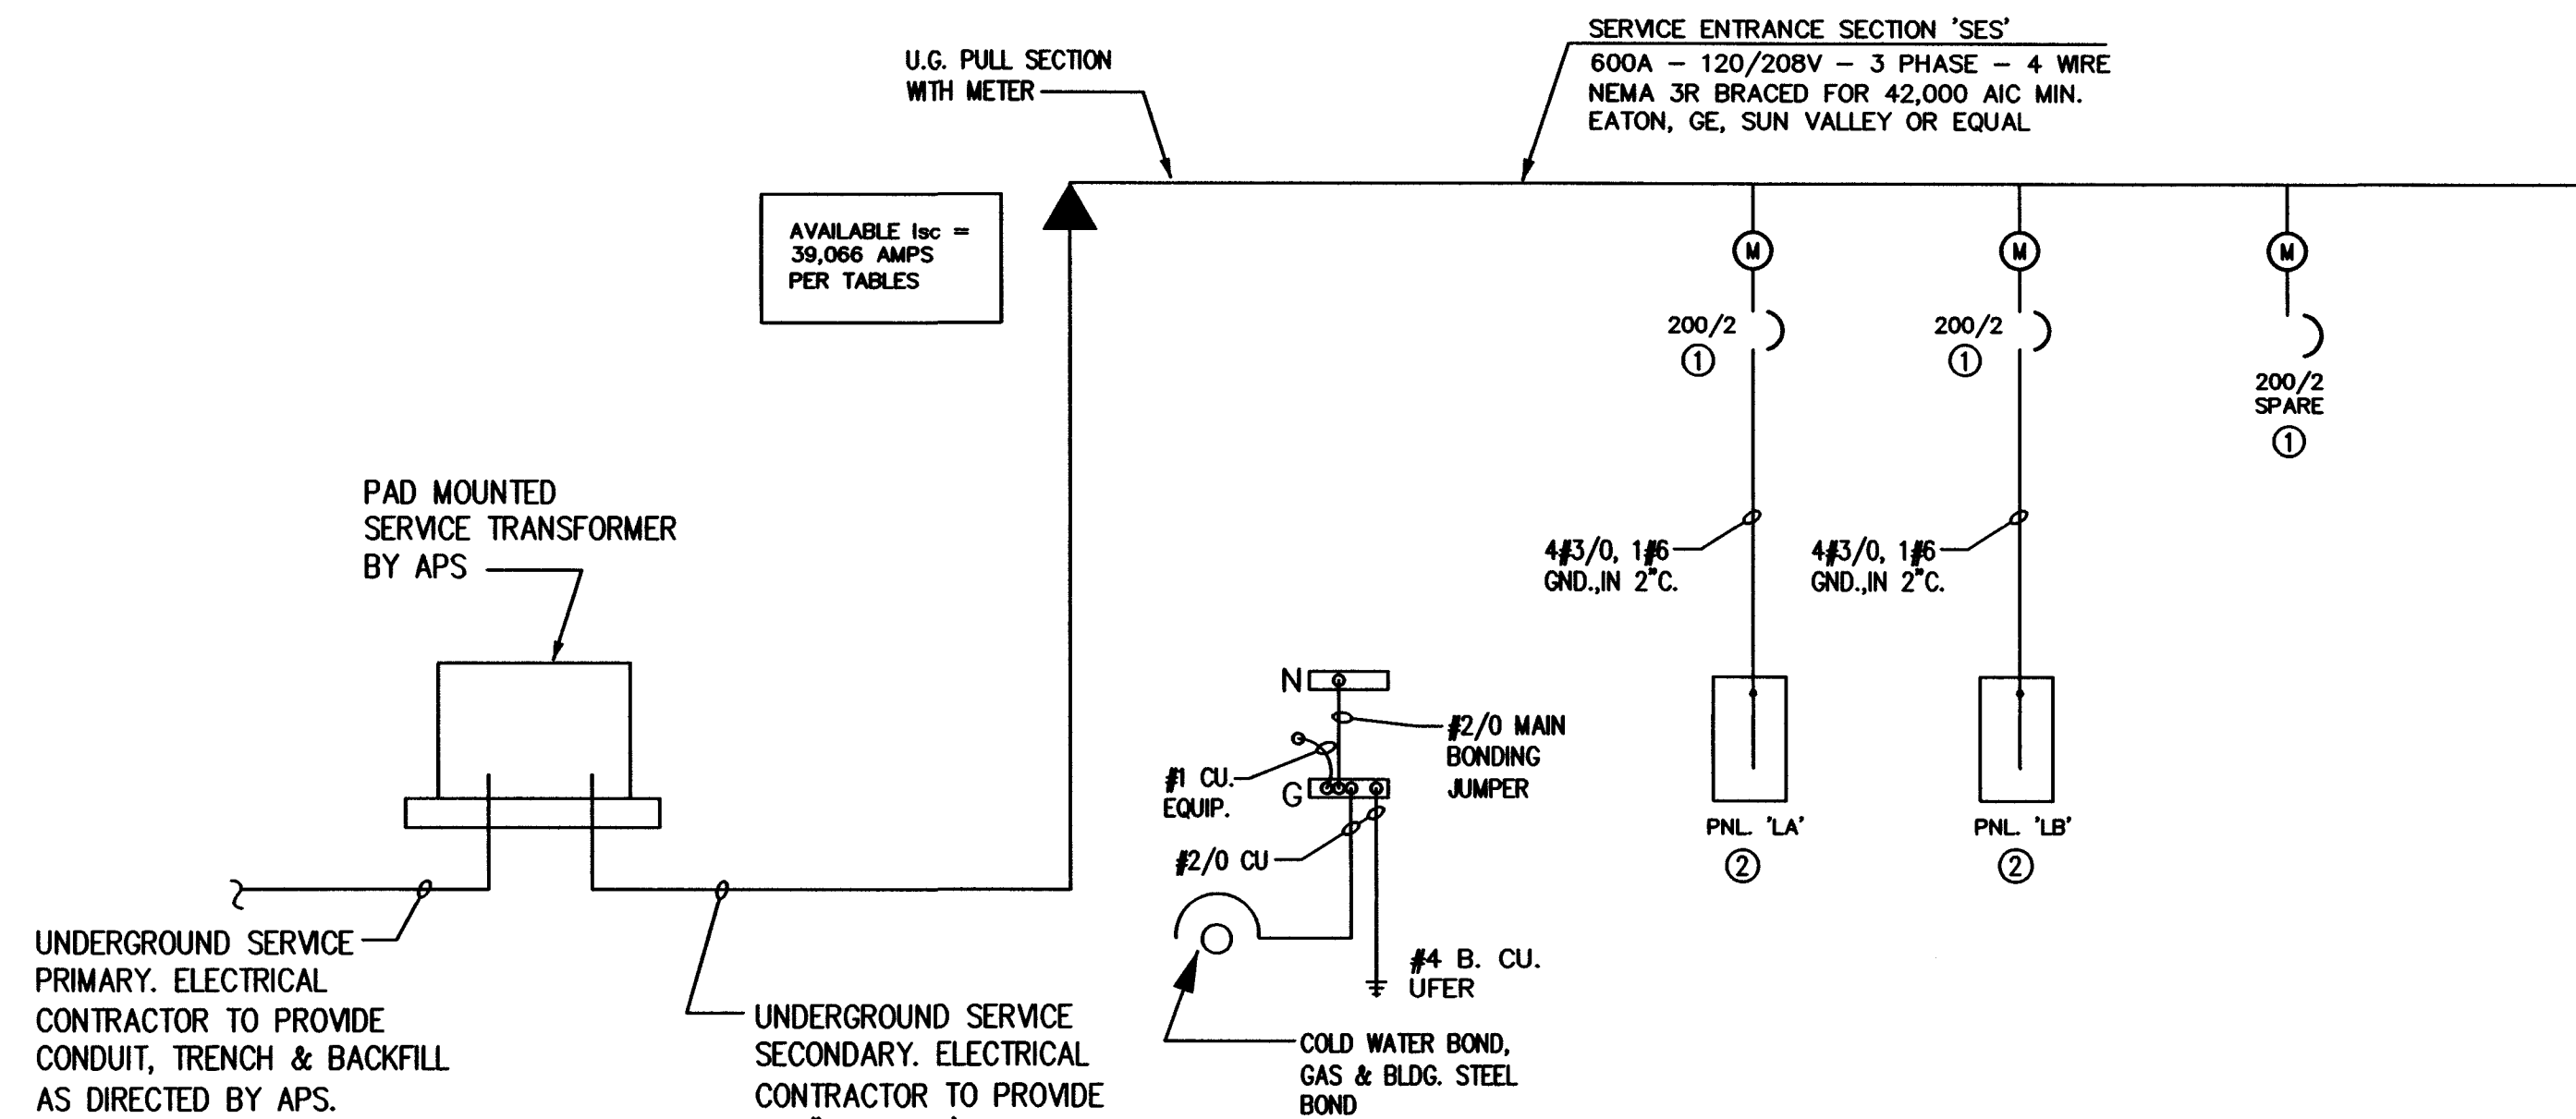 SERVICE ENTRANCE SECTION 'SES'
600A – 120/208V – 3 PHASE – 4 WIRE
NEMA 3R BRACED FOR 42,000 AIC MIN.
EATON, GE, SUN VALLEY OR EQUAL
U.G. PULL SECTION
WITH METER
AVAILABLE Isc =
39,066 AMPS
PER TABLES
M
M
M
200/2
1
200/2
1
200/2
SPARE
1
PAD MOUNTED
SERVICE TRANSFORMER
BY APS
4#3/0, 1#6
GND.,IN 2"C.
4#3/0, 1#6
GND.,IN 2"C.
N
#2/0 MAIN
BONDING
JUMPER
#1 CU.
EQUIP.
G
#2/0 CU
PNL. 'LA'
2
PNL. 'LB'
2
#4 B. CU.
UFER
COLD WATER BOND,
GAS & BLDG. STEEL
BOND
UNDERGROUND SERVICE
PRIMARY. ELECTRICAL
CONTRACTOR TO PROVIDE
CONDUIT, TRENCH & BACKFILL
AS DIRECTED BY APS.
UNDERGROUND SERVICE
SECONDARY. ELECTRICAL
CONTRACTOR TO PROVIDE